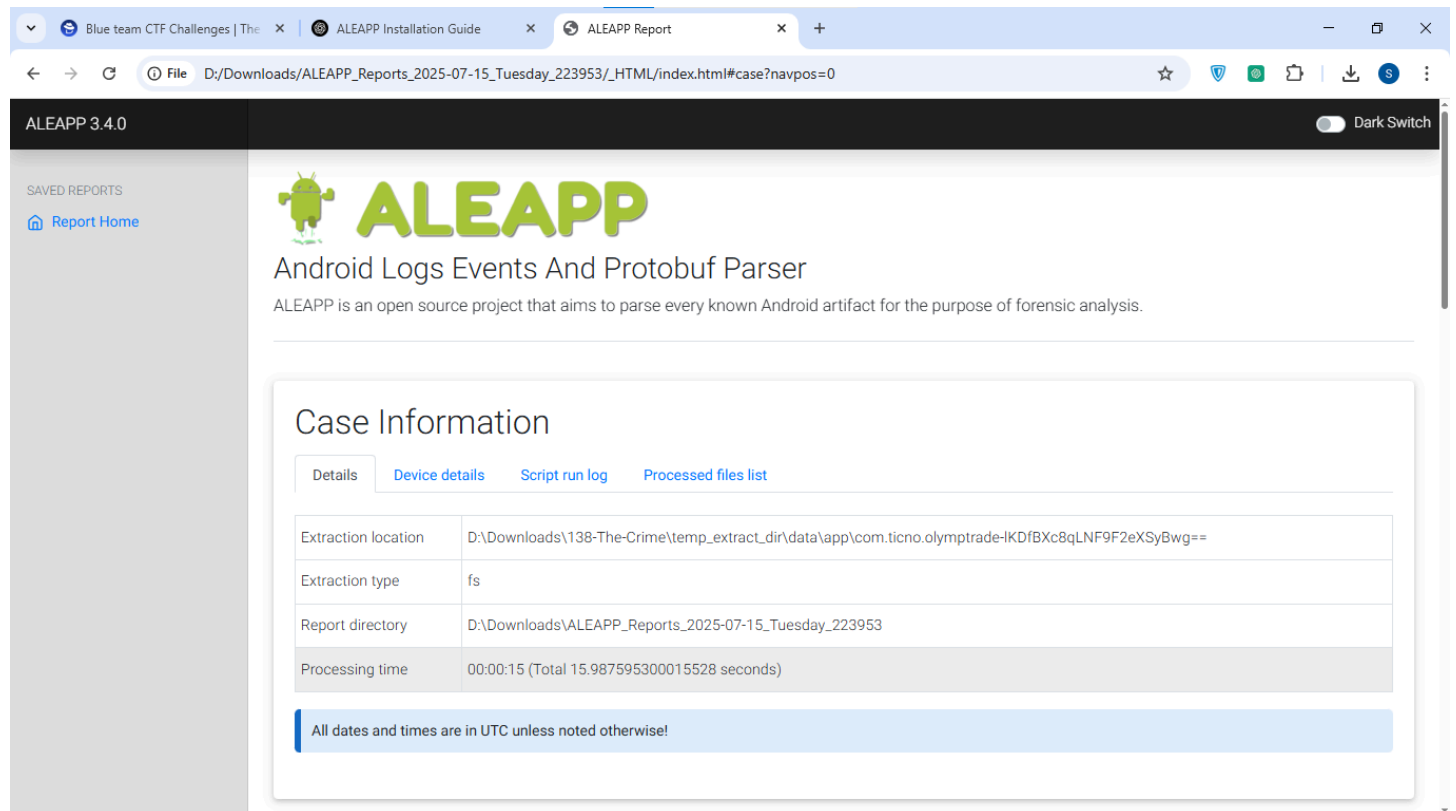 Blue team CTF Challenges | The
ALEAPP Installation Guide
ALEAPP Report
File
D:/Downloads/ALEAPP_Reports_2025-07-15_Tuesday_223953/_HTML/index.html#case?navpos=0
S
ALEAPP 3.4.0
Dark Switch
SAVED REPORTS
Report Home
ALEAPP
Android Logs Events And Protobuf Parser
ALEAPP is an open source project that aims to parse every known Android artifact for the purpose of forensic analysis.
Case Information
Details
Device details
Script run log
Processed files list
Extraction location
D:\Downloads\138-The-Crime\temp_extract_dir\data\app\com.ticno.olymptrade-lKDfBXc8qLNF9F2eXSyBwg==
Extraction type
fs
Report directory
D:\Downloads\ALEAPP_Reports_2025-07-15_Tuesday_223953
Processing time
00:00:15 (Total 15.987595300015528 seconds)
All dates and times are in UTC unless noted otherwise!